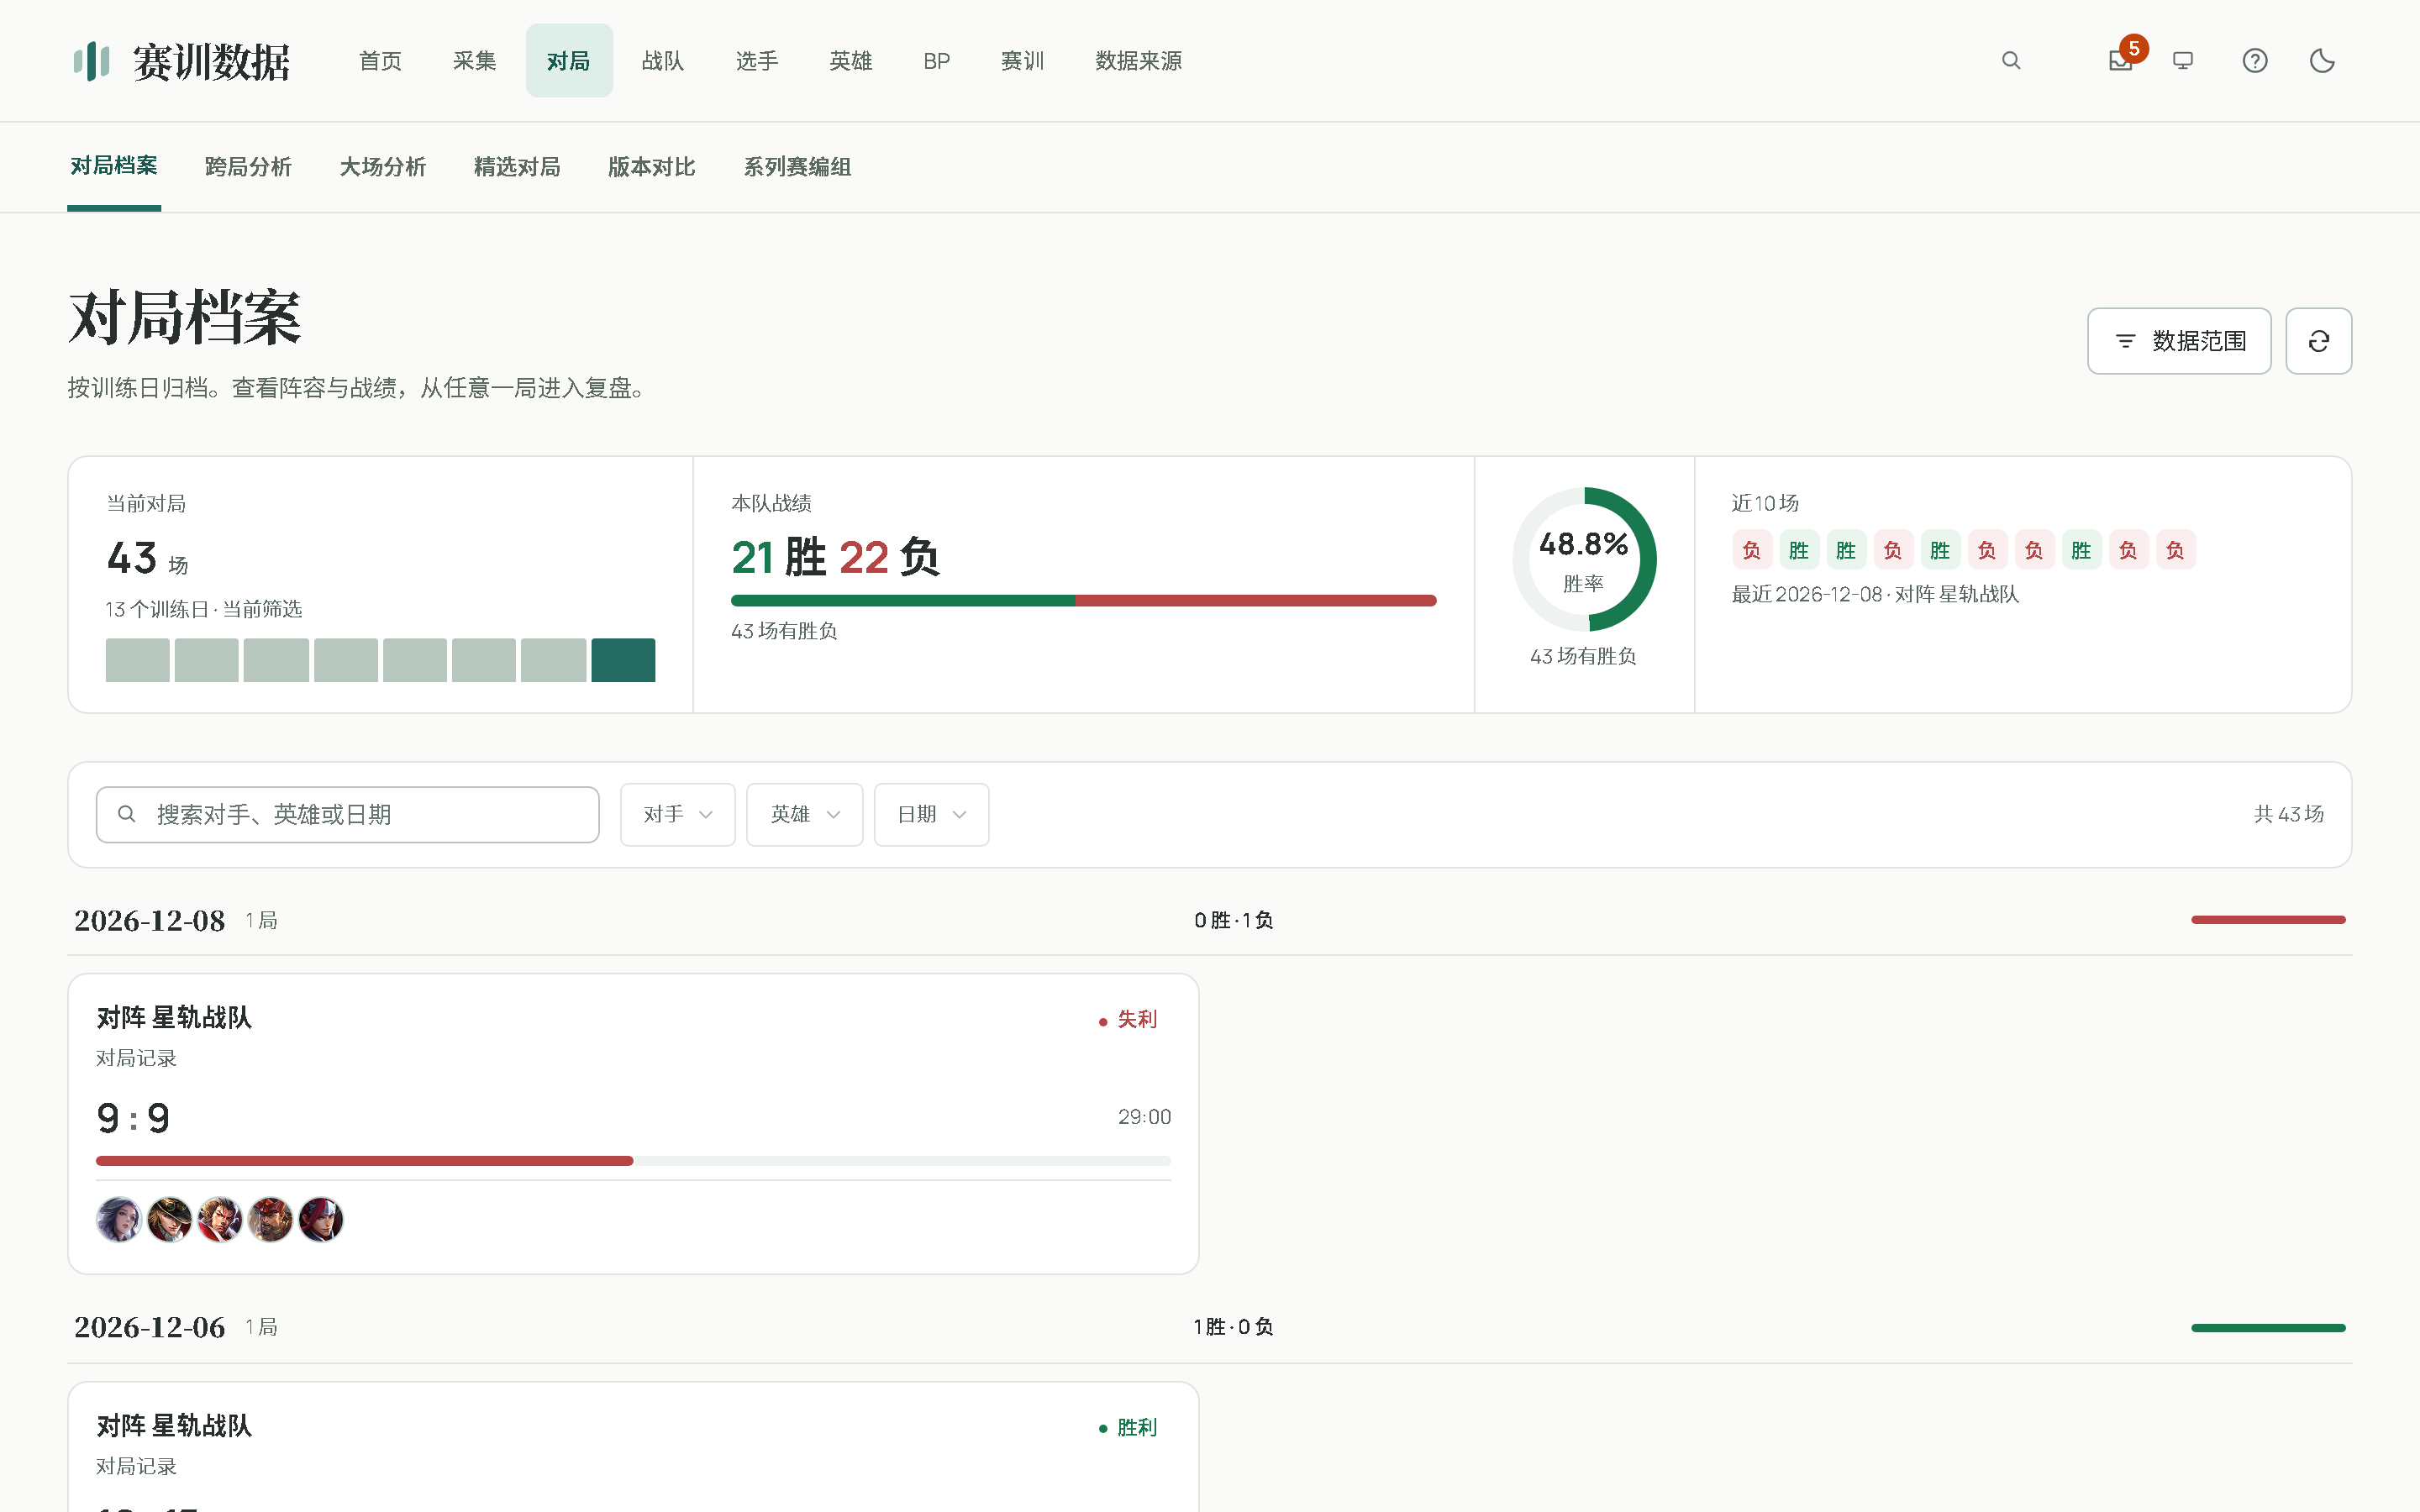 赛训数据
首页 采集 对局 战队 选手 英雄 BP 赛训 数据来源
5
对局档案 跨局分析 大场分析 精选对局 版本对比 系列赛编组
对局档案
按训练日归档。查看阵容与战绩，从任意一局进入复盘。
数据范围
当前对局
43 场
13 个训练日 · 当前筛选
本队战绩
21 胜 22 负
43 场有胜负
48.8%
胜率
43 场有胜负
近 10 场
负 胜 胜 负 胜 负 负 胜 负 负
最近 2026-12-08 · 对阵 星轨战队
搜索对手、英雄或日期
对手 英雄 日期
共 43 场
2026-12-08 1 局 0 胜 · 1 负
对阵 星轨战队
失利
对局记录
9 : 9
29:00
2026-12-06 1 局 1 胜 · 0 负
对阵 星轨战队
胜利
对局记录